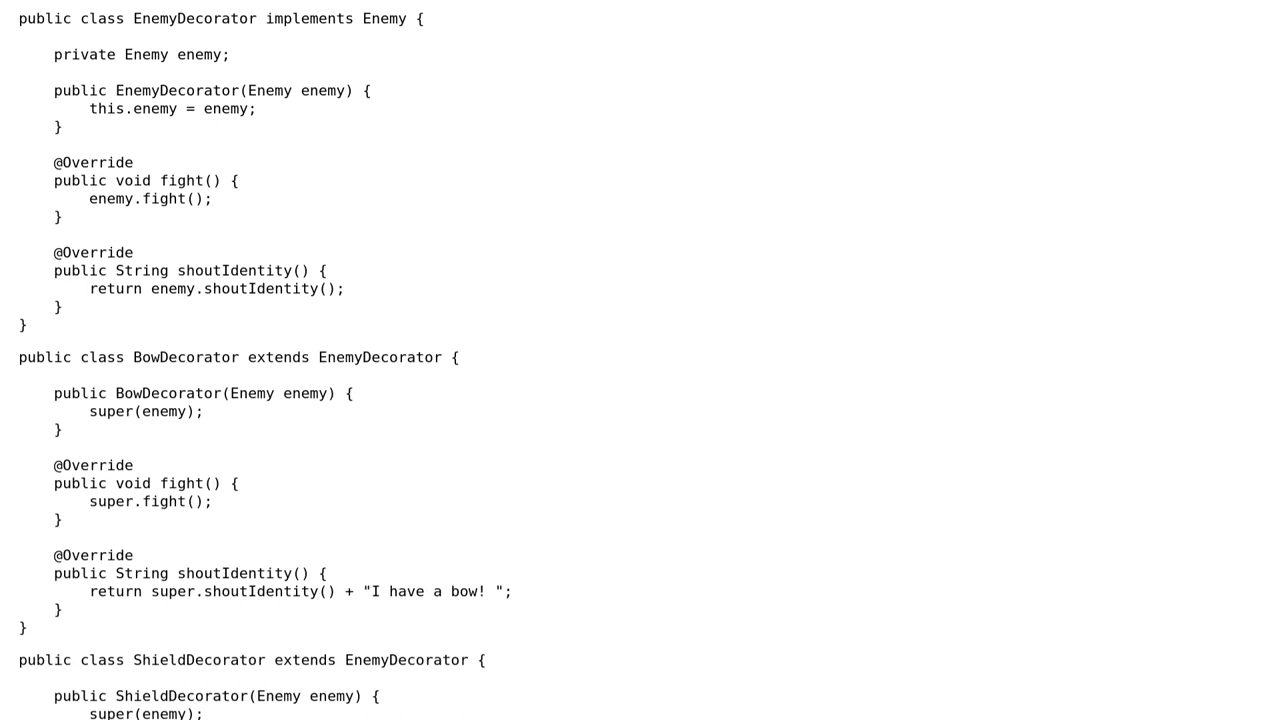 public class EnemyDecorator implements Enemy {
    private Enemy enemy;
    public EnemyDecorator(Enemy enemy) {
        this.enemy = enemy;
    }
    @Override
    public void fight() {
        enemy.fight();
    }
    @Override
    public String shoutIdentity() {
        return enemy.shoutIdentity();
    }
}
public class BowDecorator extends EnemyDecorator {
    public BowDecorator(Enemy enemy) {
        super(enemy);
    }
    @Override
    public void fight() {
        super.fight();
    }
    @Override
    public String shoutIdentity() {
        return super.shoutIdentity() + "I have a bow! ";
    }
}
public class ShieldDecorator extends EnemyDecorator {
    public ShieldDecorator(Enemy enemy) {
        super(enemy);